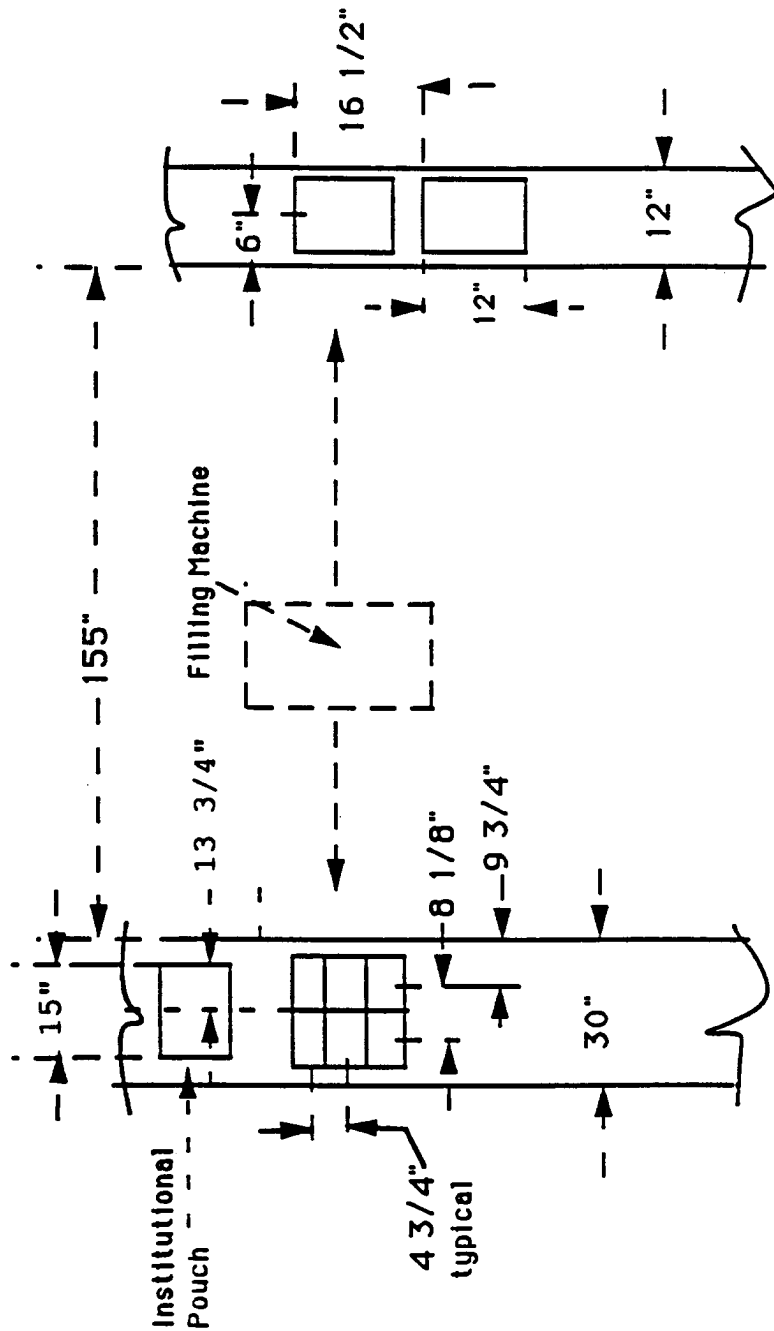 155"
15"
13 3/4"
Filling Machine
Institutional
Pouch
4 3/4"
typical
8 1/8"
9 3/4"
30"
6"
16 1/2"
12"
12"